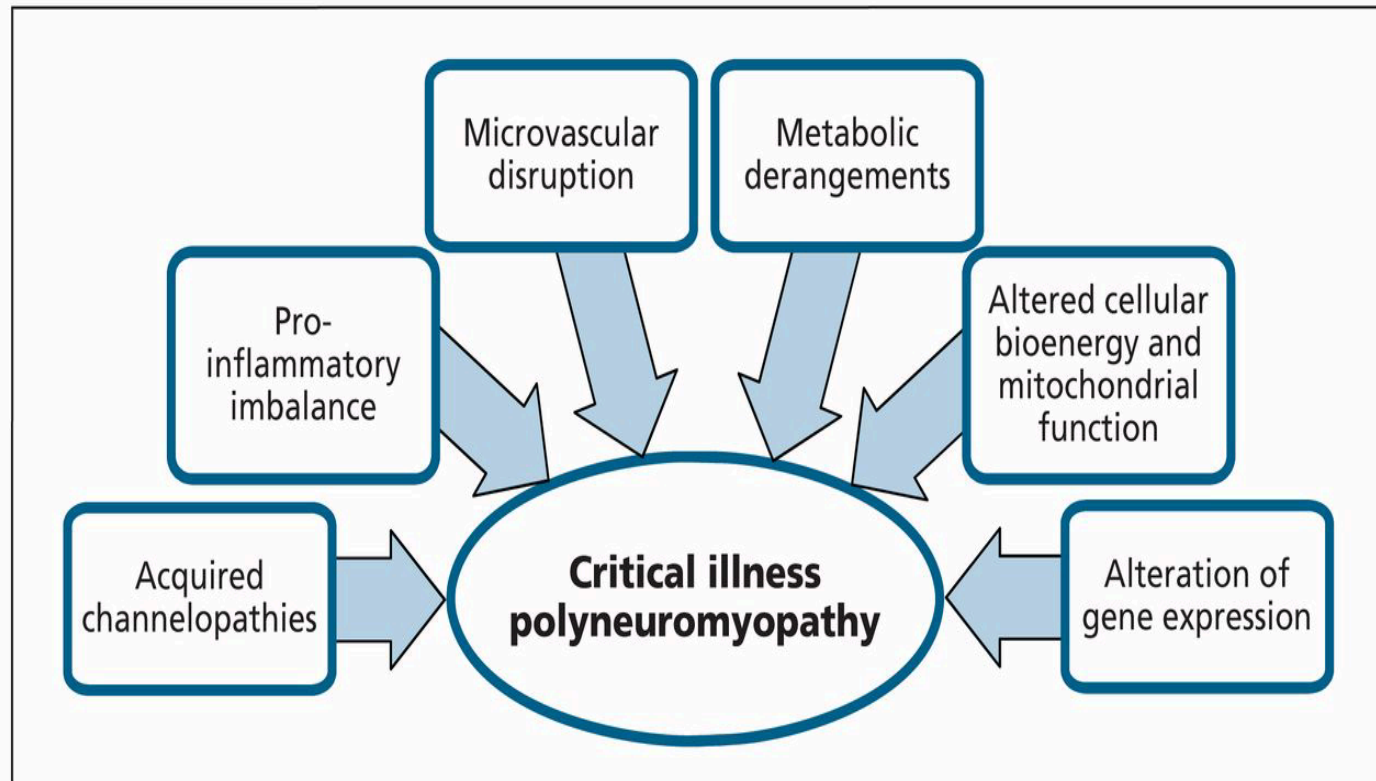 Microvascular
disruption
Metabolic
derangements
Pro-
inflammatory
imbalance
Altered cellular
bioenergy and
mitochondrial
function
Acquired
channelopathies
Critical illness
polyneuromyopathy
Alteration of
gene expression